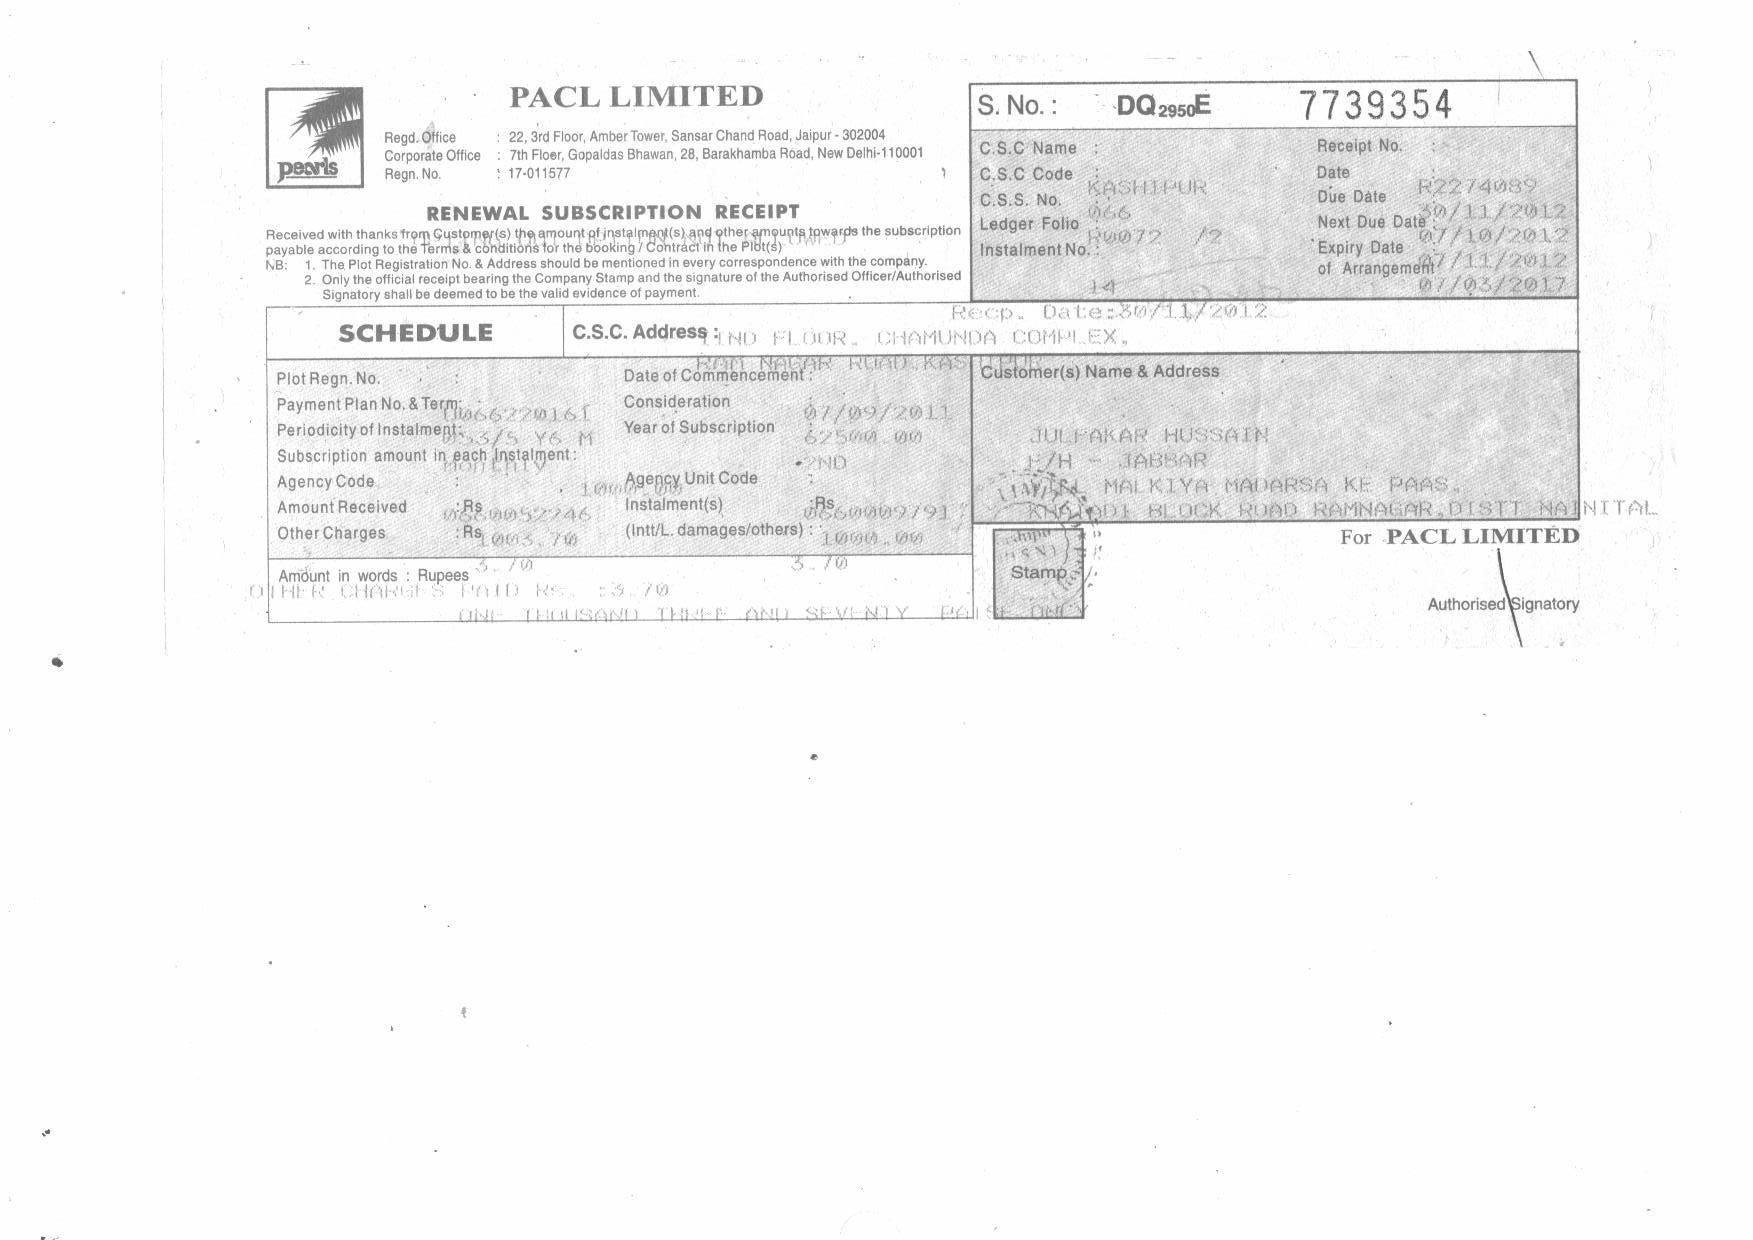 PACL LIMITED
pearls
Regd. Office : 22, 3rd Floor, Amber Tower, Sansar Chand Road, Jaipur - 302004
Corporate Office : 7th Floer, Gopaldas Bhawan, 28, Barakhamba Road, New Delhi-110001
Regn. No. : 17-011577
RENEWAL SUBSCRIPTION RECEIPT
Received with thanks from Customer(s) the amount of instalment(s) and other amounts towards the subscription
payable according to the Terms & conditions for the booking / Contract in the Plot(s)
NB: 1. The Plot Registration No. & Address should be mentioned in every correspondence with the company.
2. Only the official receipt bearing the Company Stamp and the signature of the Authorised Officer/Authorised
Signatory shall be deemed to be the valid evidence of payment.
S. No. : DQ2950E 7739354
C.S.C Name :
C.S.C Code :
KASHIPUR
C.S.S. No. :
066
Ledger Folio
R0072 /2
Instalment No. :
14
Receipt No. :
Date :
R2274089
Due Date
30/11/2012
Next Due Date :
07/10/2012
Expiry Date :
of Arrangement
07/11/2012
07/03/2017
Recp. Date:30/11/2012
SCHEDULE
C.S.C. Address : IIND FLOOR. CHAMUNDA COMPLEX,
RAM NAGAR ROAD,KASHIPUR
Plot Regn. No. :
Payment Plan No. & Term:
Periodicity of Instalment:
53/5 Y6 M
Subscription amount in each Instalment:
MONTHLY
Agency Code :
Amount Received : Rs
0660052246
Other Charges : Rs
1003.70
3.70
Date of Commencement :
Consideration :
07/09/2011
Year of Subscription :
62500.00
2ND
Agency Unit Code :
1000.00
Instalment(s) : Rs
(Intt/L. damages/others) :
1000.00
3.70
Amount in words : Rupees
OTHER CHARGES PAID RS. :3.70
ONE THOUSAND THREE AND SEVENTY PAISE ONLY
Customer(s) Name & Address
JULFAKAR HUSSAIN
F/H - JABBAR
MALKIYA MADARSA KE PAAS,
BLOCK ROAD RAMNAGAR,DISTT NAINITAL
Stamp
For PACL LIMITED
Authorised Signatory